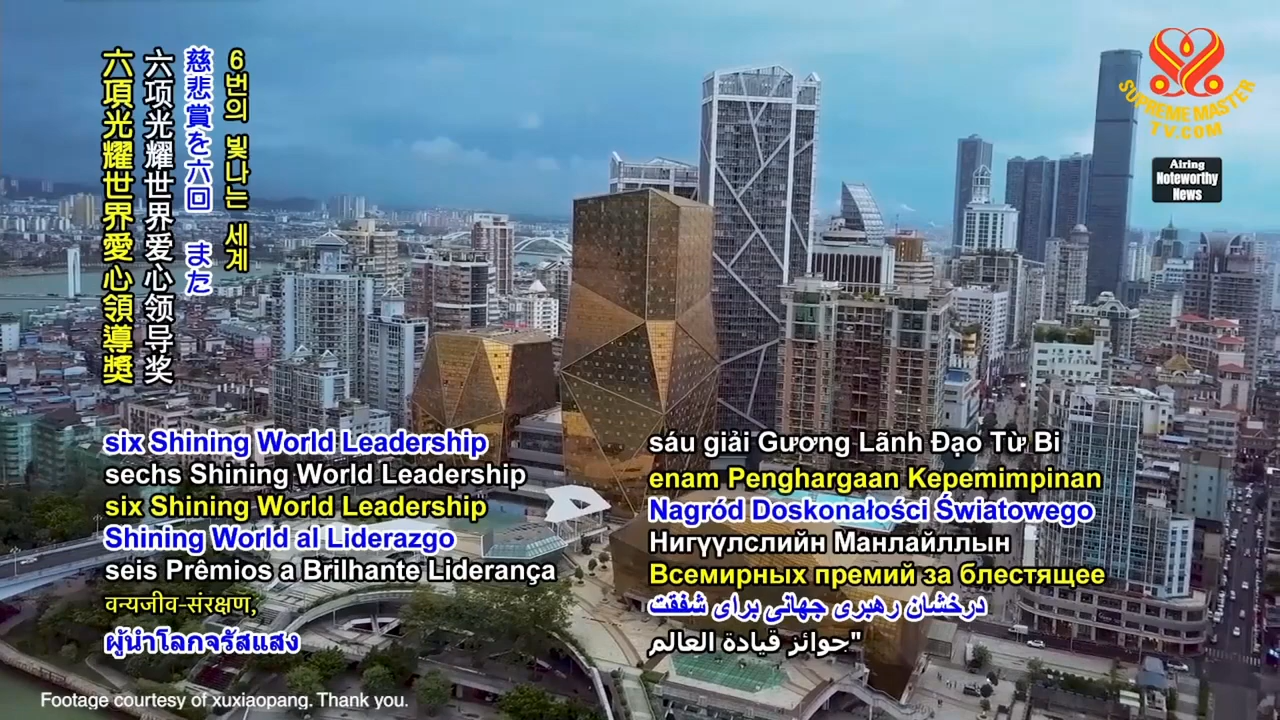 六項光耀世界愛心領導獎
六项光耀世界爱心领导奖
慈悲賞を六回 また
6번의 빛나는 세계
SUPREME MASTER
TV.COM
Airing
Noteworthy
News
six Shining World Leadership
sechs Shining World Leadership
six Shining World Leadership
Shining World al Liderazgo
seis Prêmios a Brilhante Liderança
वन्यजीव-संरक्षण,
ผู้นำโลกจรัสแสง
sáu giải Gương Lãnh Đạo Từ Bi
enam Penghargaan Kepemimpinan
Nagród Doskonałości Światowego
Нигүүлслийн Манлайллын
Всемирных премий за блестящее
درخشان رهبری جهانی برای شفقت
جوائز قيادة العالم"
Footage courtesy of xuxiaopang. Thank you.